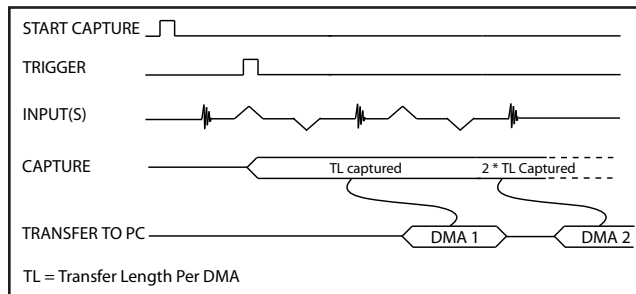 START CAPTURE
TRIGGER
INPUT(S)
CAPTURE
TL captured
2 * TL Captured
TRANSFER TO PC
DMA 1
DMA 2
TL = Transfer Length Per DMA